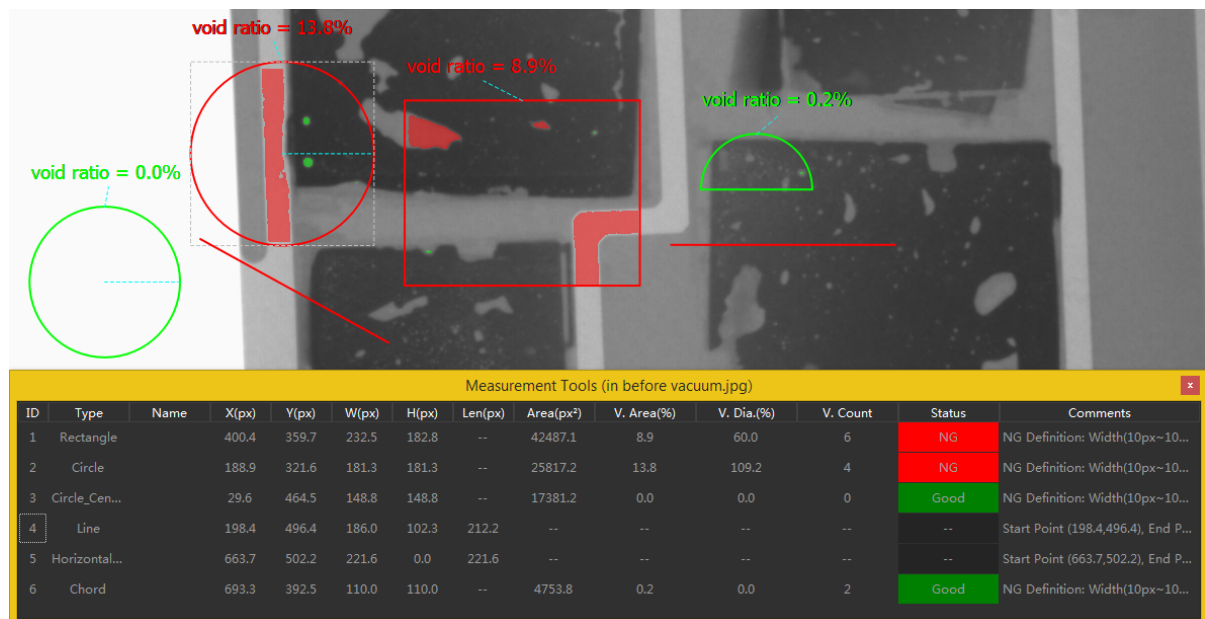 void ratio = 13.8%
void ratio = 8.9%
void ratio = 0.2%
void ratio = 0.0%
Measurement Tools (in before vacuum.jpg)
x
ID Type Name X(px) Y(px) W(px) H(px) Len(px) Area(px²) V. Area(%) V. Dia.(%) V. Count Status Comments
1 Rectangle 400.4 359.7 232.5 182.8 -- 42487.1 8.9 60.0 6 NG NG Definition: Width(10px~10...
2 Circle 188.9 321.6 181.3 181.3 -- 25817.2 13.8 109.2 4 NG NG Definition: Width(10px~10...
3 Circle_Cen... 29.6 464.5 148.8 148.8 -- 17381.2 0.0 0.0 0 Good NG Definition: Width(10px~10...
4 Line 198.4 496.4 186.0 102.3 212.2 -- -- -- -- -- Start Point (198.4,496.4), End P...
5 Horizontal... 663.7 502.2 221.6 0.0 221.6 -- -- -- -- -- Start Point (663.7,502.2), End P...
6 Chord 693.3 392.5 110.0 110.0 -- 4753.8 0.2 0.0 2 Good NG Definition: Width(10px~10...